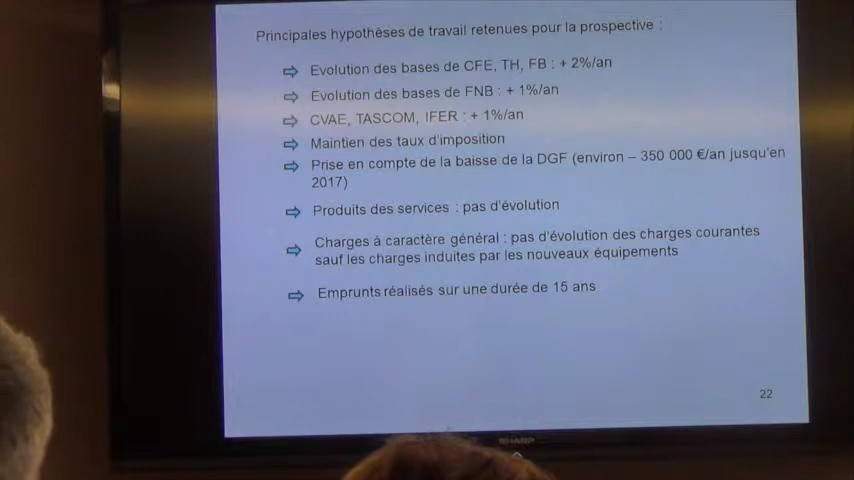 Principales hypothèses de travail retenues pour la prospective :
⇨ Evolution des bases de CFE, TH, FB : + 2%/an
⇨ Evolution des bases de FNB : + 1%/an
⇨ CVAE, TASCOM, IFER : + 1%/an
⇨ Maintien des taux d'imposition
⇨ Prise en compte de la baisse de la DGF (environ – 350 000 €/an jusqu'en
2017)
⇨ Produits des services : pas d'évolution
⇨ Charges à caractère général : pas d'évolution des charges courantes
sauf les charges induites par les nouveaux équipements
⇨ Emprunts réalisés sur une durée de 15 ans
22
SHARP